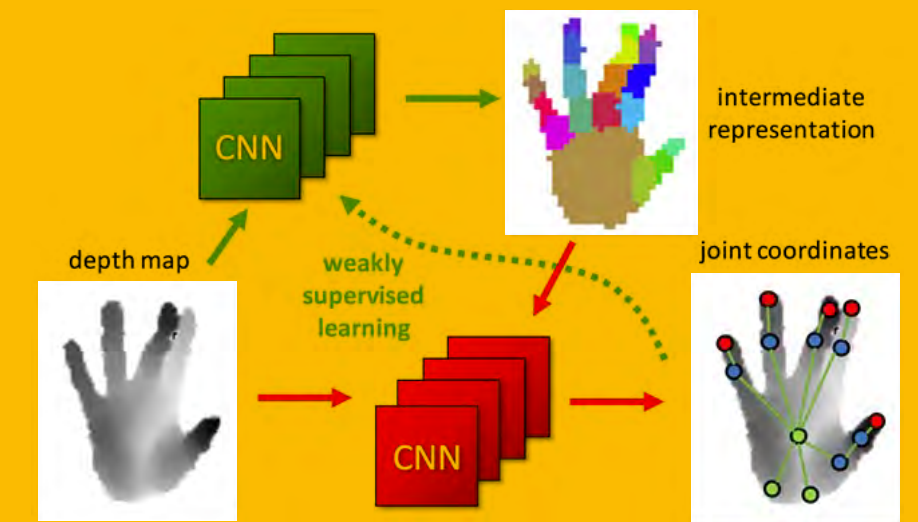 CNN
intermediate
representation
depth map
weakly
supervised
learning
joint coordinates
CNN